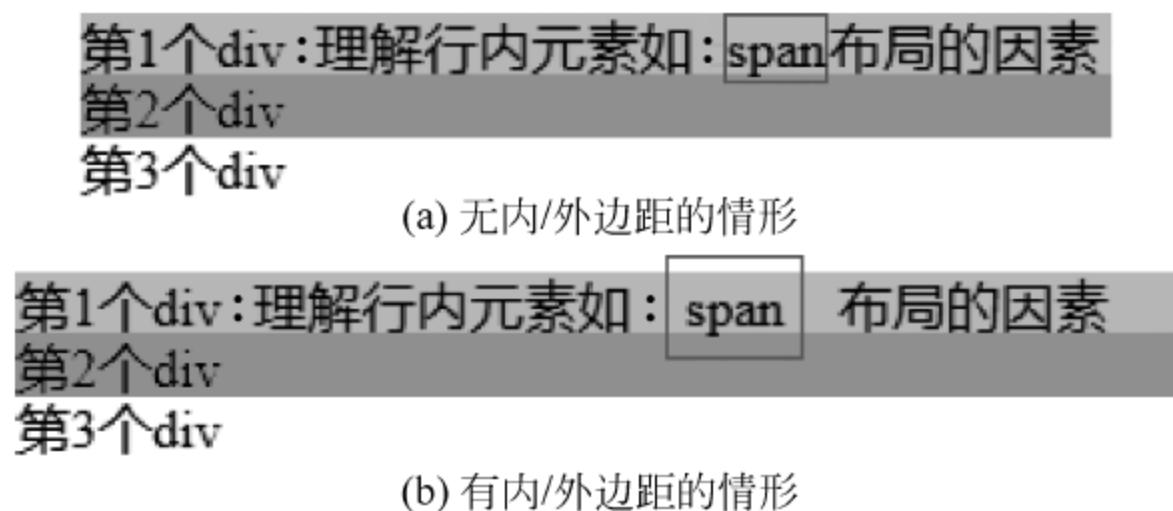 第1个div:理解行内元素如:span布局的因素
第2个div
第3个div
(a) 无内/外边距的情形
第1个div:理解行内元素如: span 布局的因素
第2个div
第3个div
(b) 有内/外边距的情形